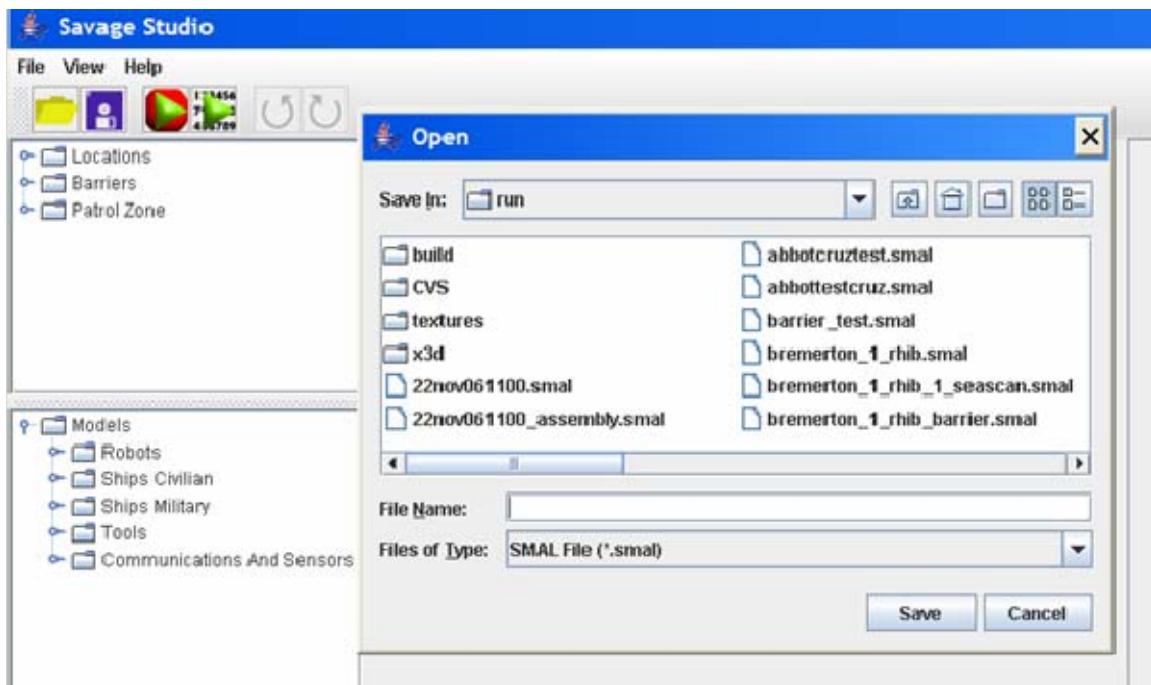 Savage Studio
File View Help
Locations
Barriers
Patrol Zone
Models
Robots
Ships Civilian
Ships Military
Tools
Communications And Sensors
Open
Save In: run
build
CVS
textures
x3d
22nov061100.smal
22nov061100_assembly.smal
abbotcruztest.smal
abbottestcruz.smal
barrier_test.smal
bremerton_1_rhib.smal
bremerton_1_rhib_1_seascan.smal
bremerton_1_rhib_barrier.smal
File Name:
Files of Type: SMAL File (*.smal)
Save Cancel